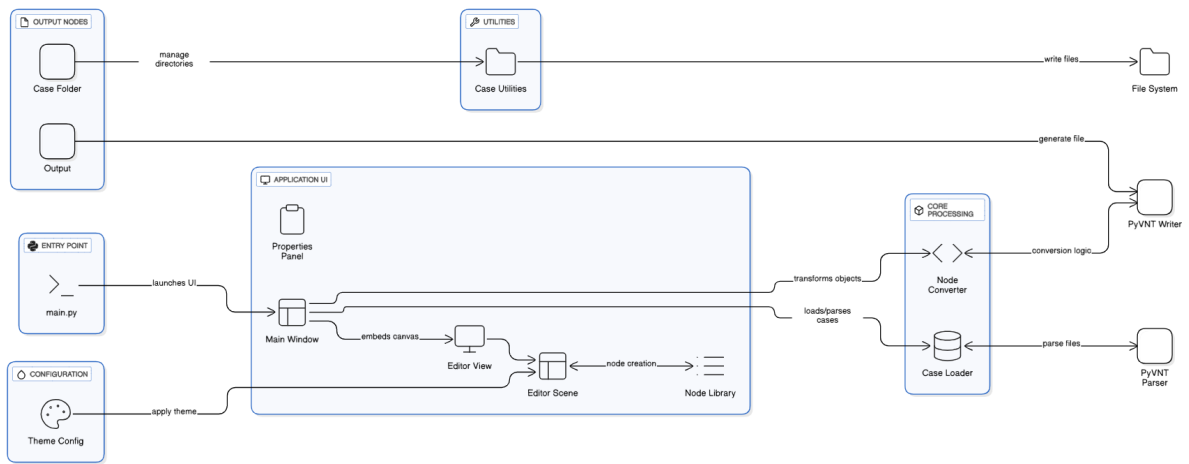 OUTPUT NODES
Case Folder
manage
directories
UTILITIES
Case Utilities
write files
File System
Output
generate file
PyVNT Writer
APPLICATION UI
Properties
Panel
CORE
PROCESSING
conversion logic
Node
Converter
transforms objects
ENTRY POINT
main.py
launches UI
Main Window
loads/parses
cases
embeds canvas
Editor View
Editor Scene
node creation
Node Library
Case Loader
parse files
PyVNT
Parser
CONFIGURATION
Theme Config
apply theme